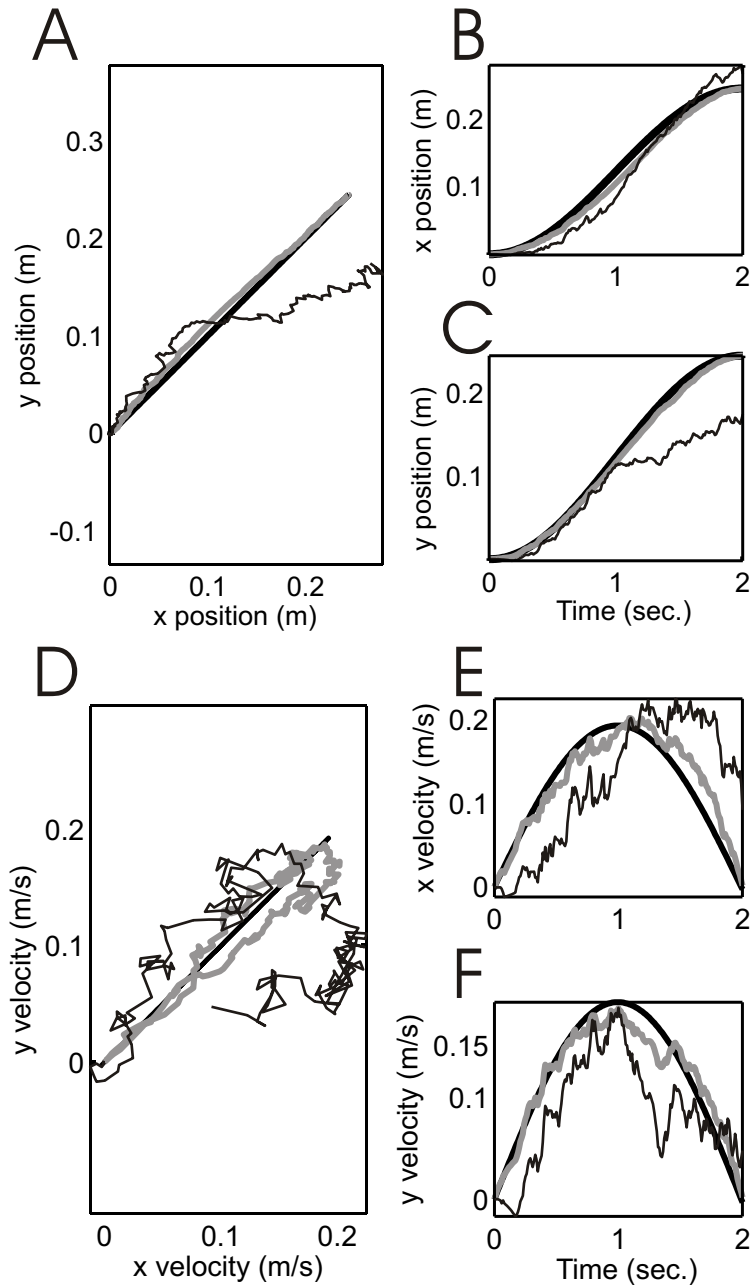 A
y position (m)
0.3
0.2
0.1
0
-0.1
0 0.1 0.2
x position (m)
B
x position (m)
0.2
0.1
0 1 2
C
y position (m)
0.2
0.1
0 1 2
Time (sec.)
D
y velocity (m/s)
0.2
0.1
0
0 0.1 0.2
x velocity (m/s)
E
x velocity (m/s)
0.2
0.1
0
0 1 2
F
y velocity (m/s)
0.15
0.1
0
0 1 2
Time (sec.)